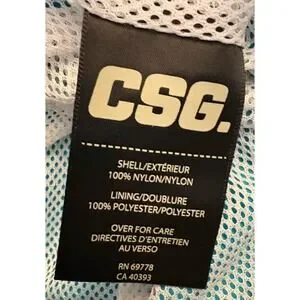 CSG.
SHELL/EXTÉRIEUR
100% NYLON/NYLON
LINING/DOUBLURE
100% POLYESTER/POLYESTER
OVER FOR CARE
DIRECTIVES D'ENTRETIEN
AU VERSO
RN 69778
CA 40393